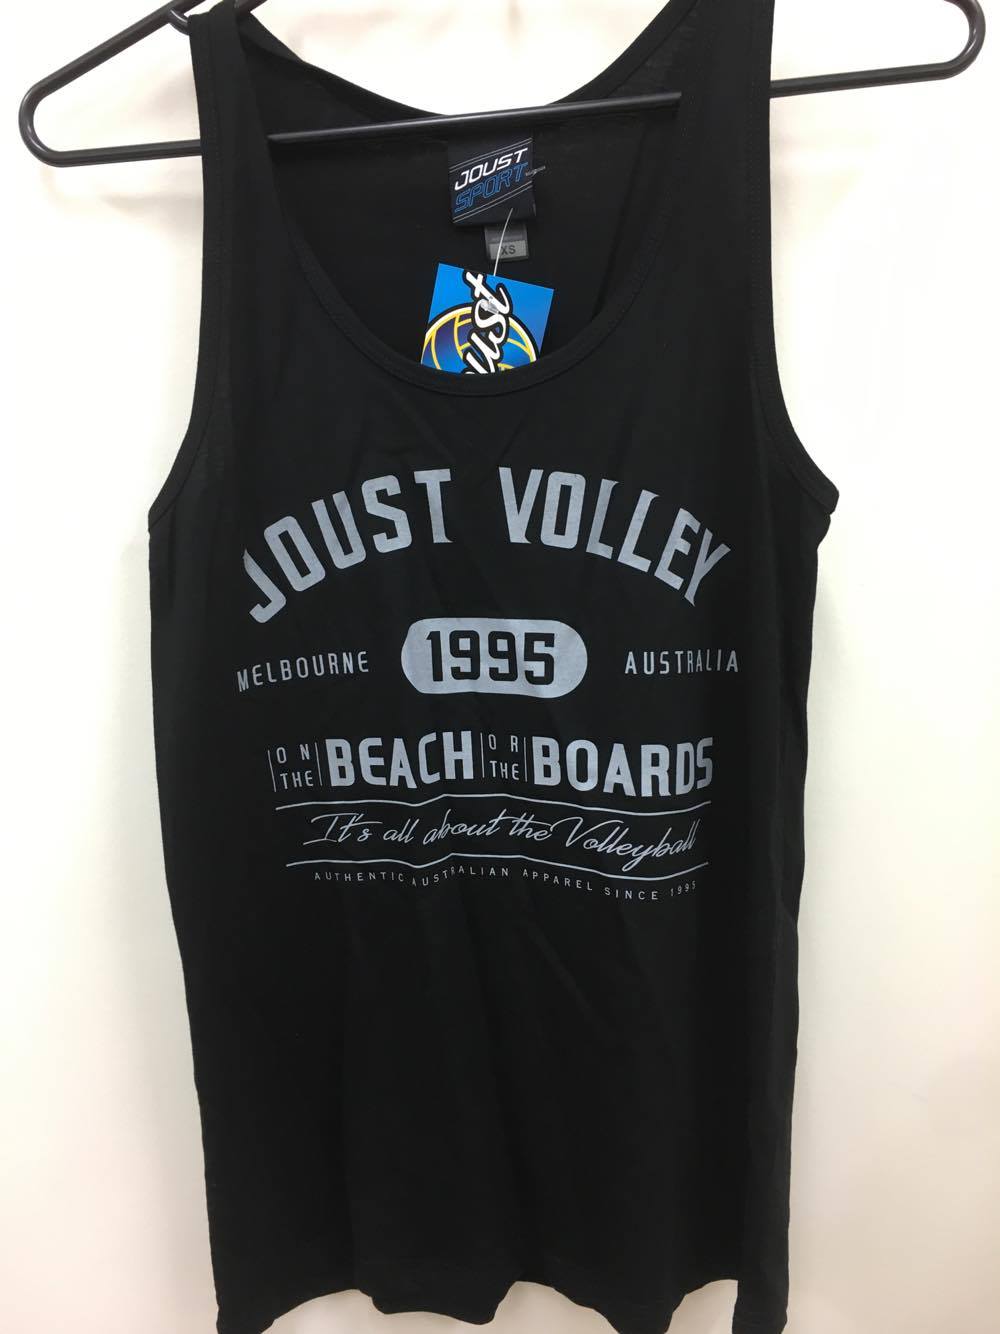 JOUST
SPORT
XS
JOUST VOLLEY
MELBOURNE 1995 AUSTRALIA
ON THE BEACH OR THE BOARDS
It's all about the Volleyball
AUTHENTIC AUSTRALIAN APPAREL SINCE 1995